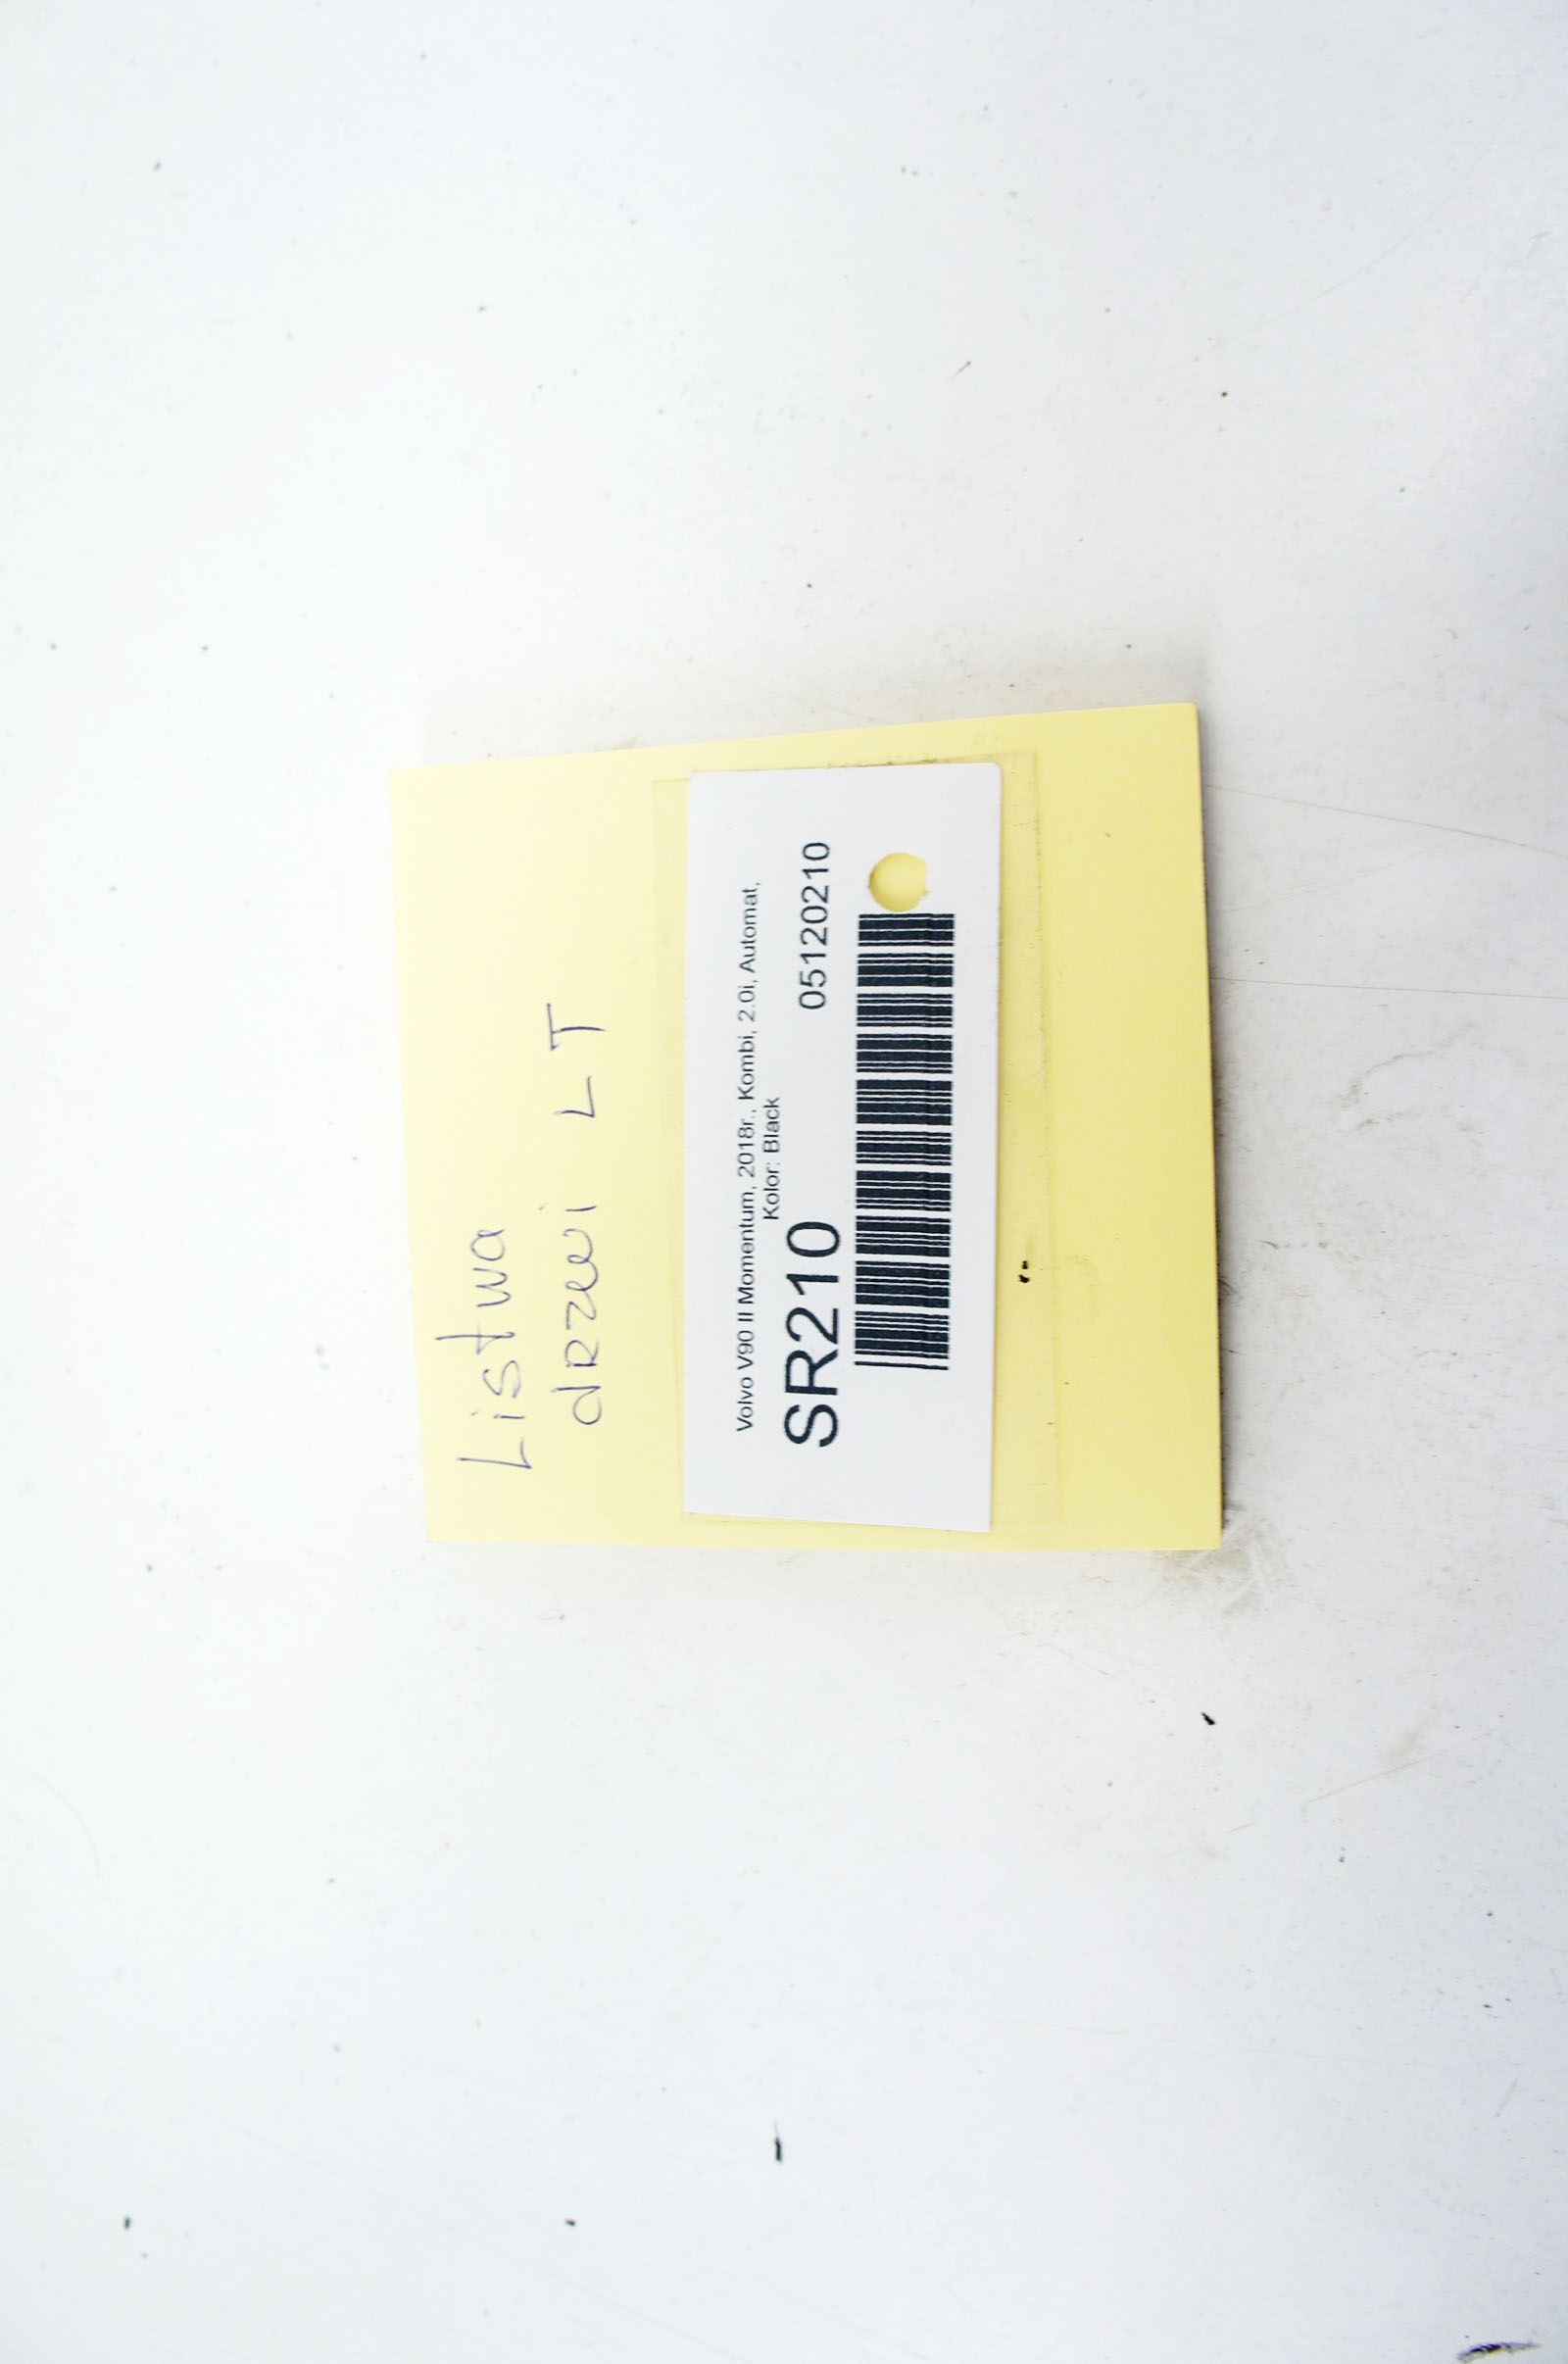 Listwa
drzwi LT
Volvo V90 II Momentum, 2018r., Kombi, 2.0i, Automat,
Kolor: Black
SR210 05120210